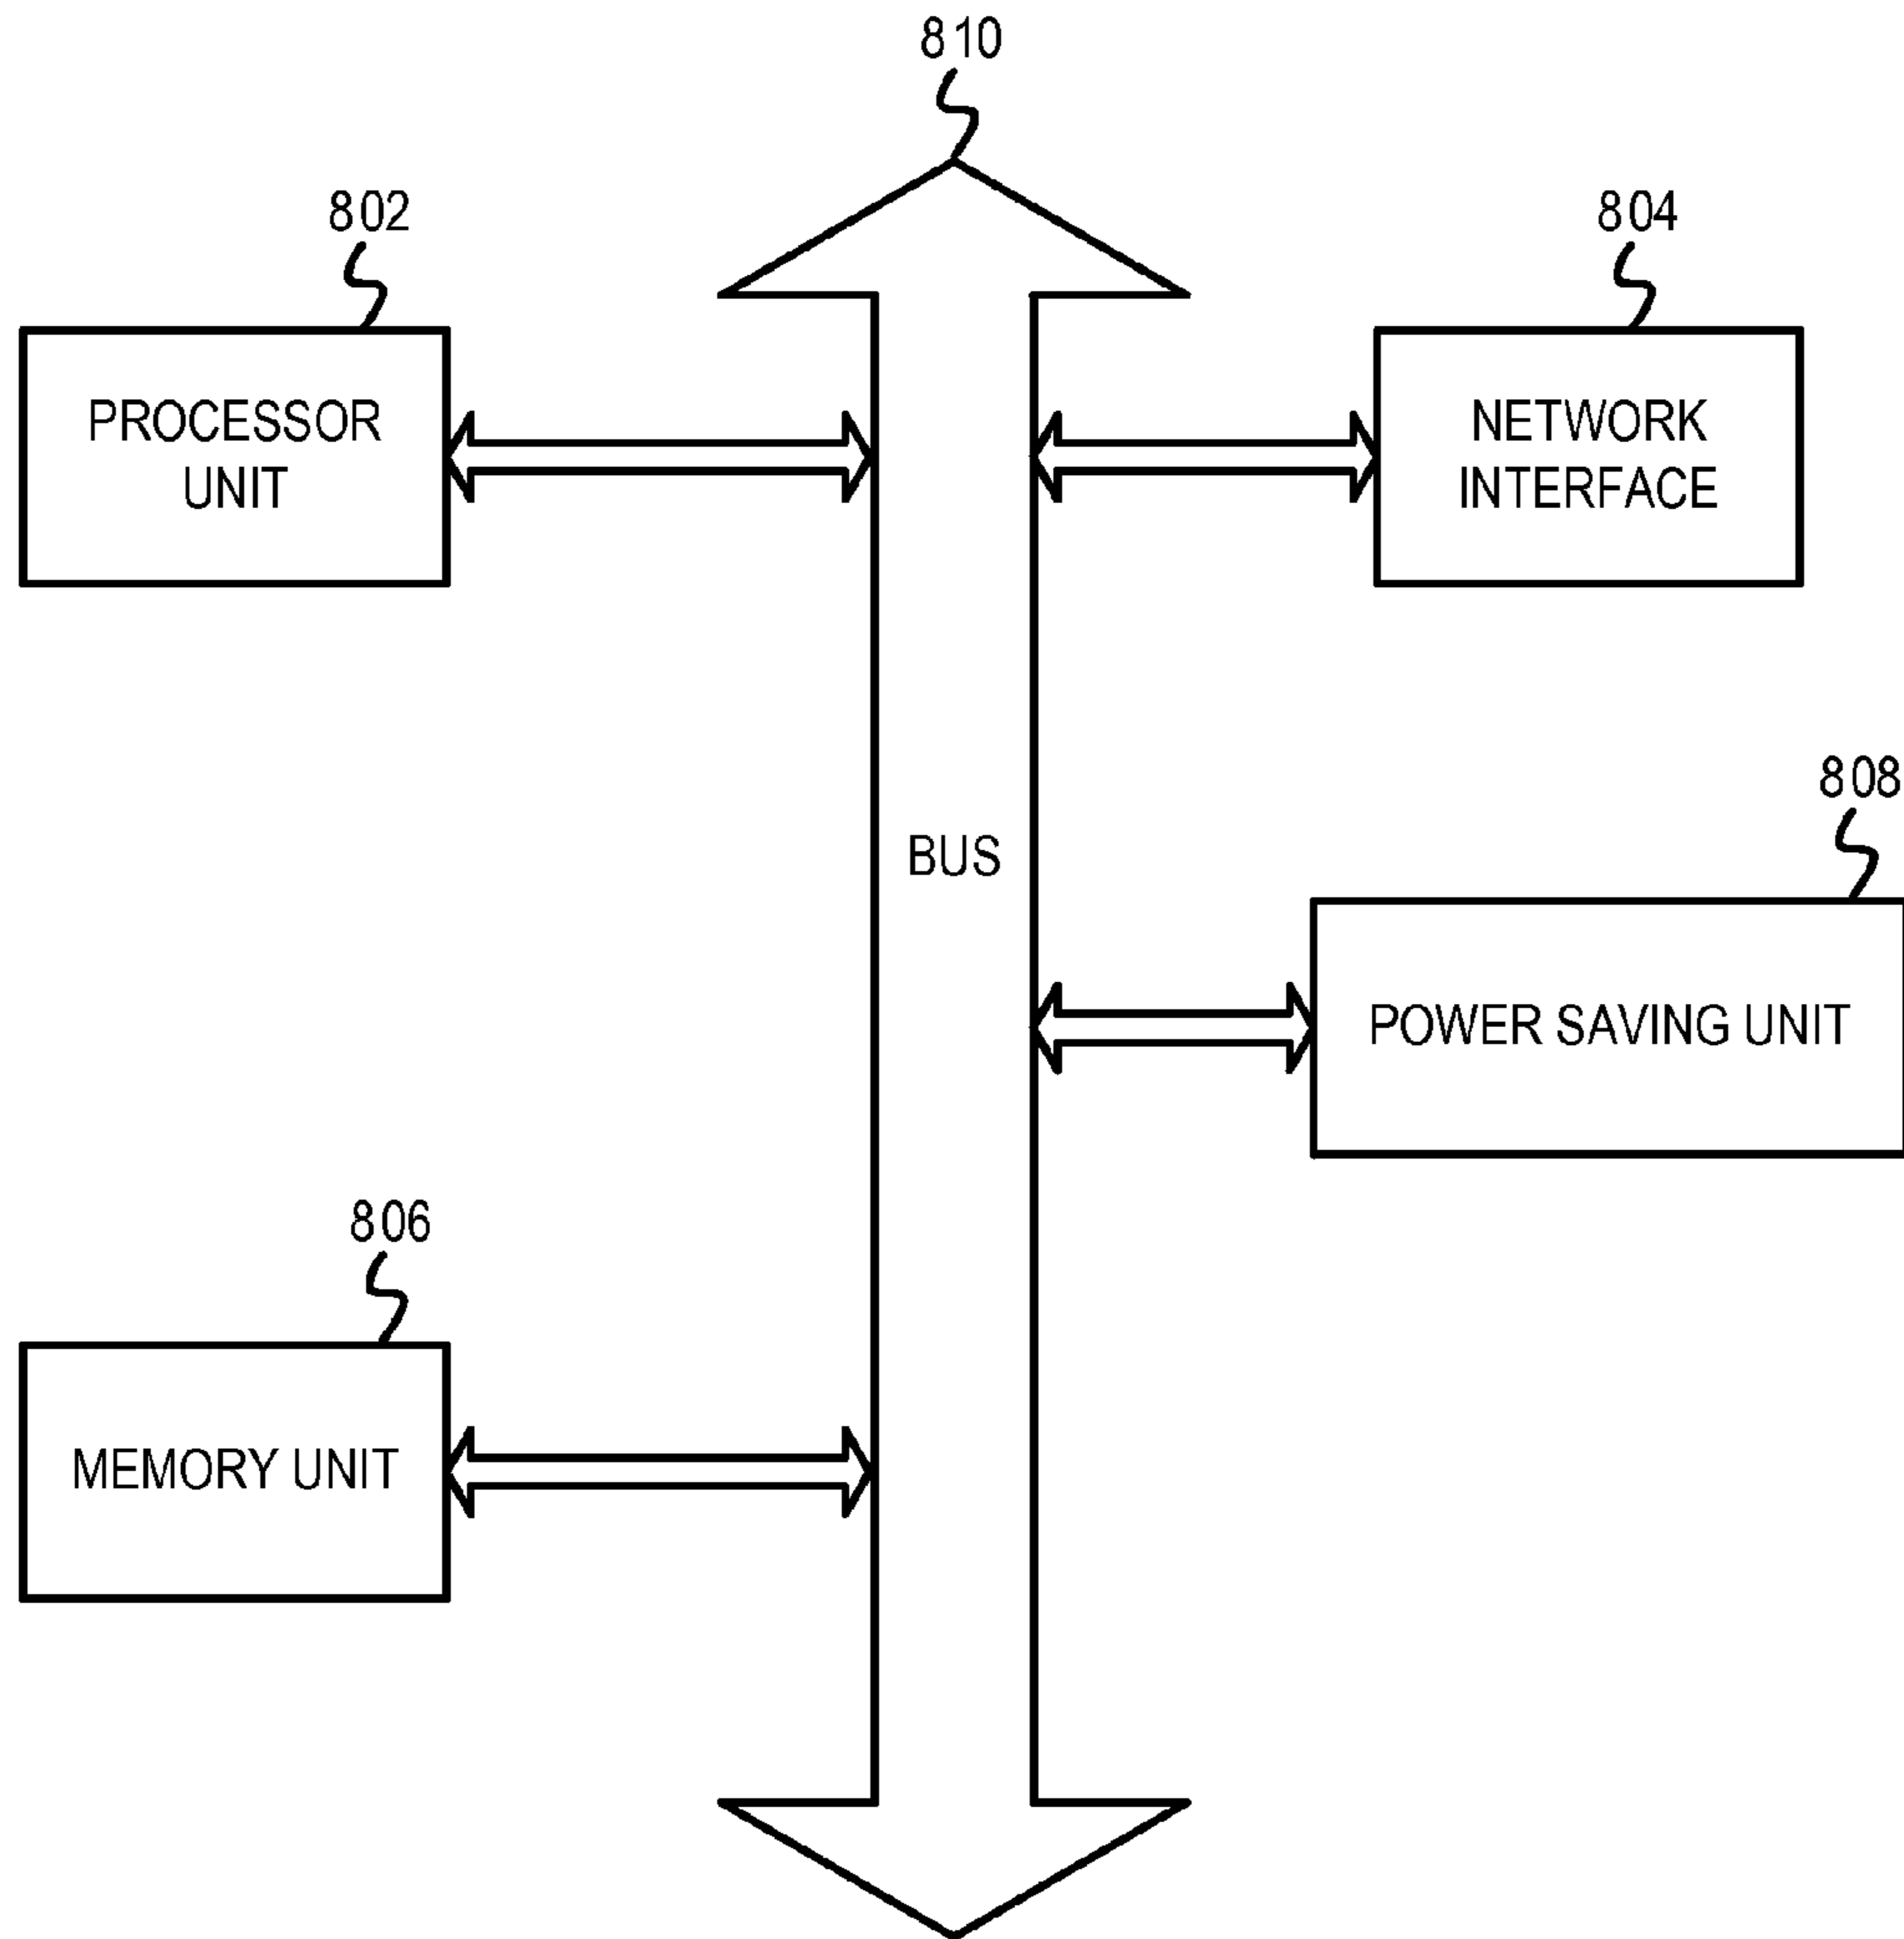 810
802
804
PROCESSOR
UNIT
NETWORK
INTERFACE
808
BUS
POWER SAVING UNIT
806
MEMORY UNIT